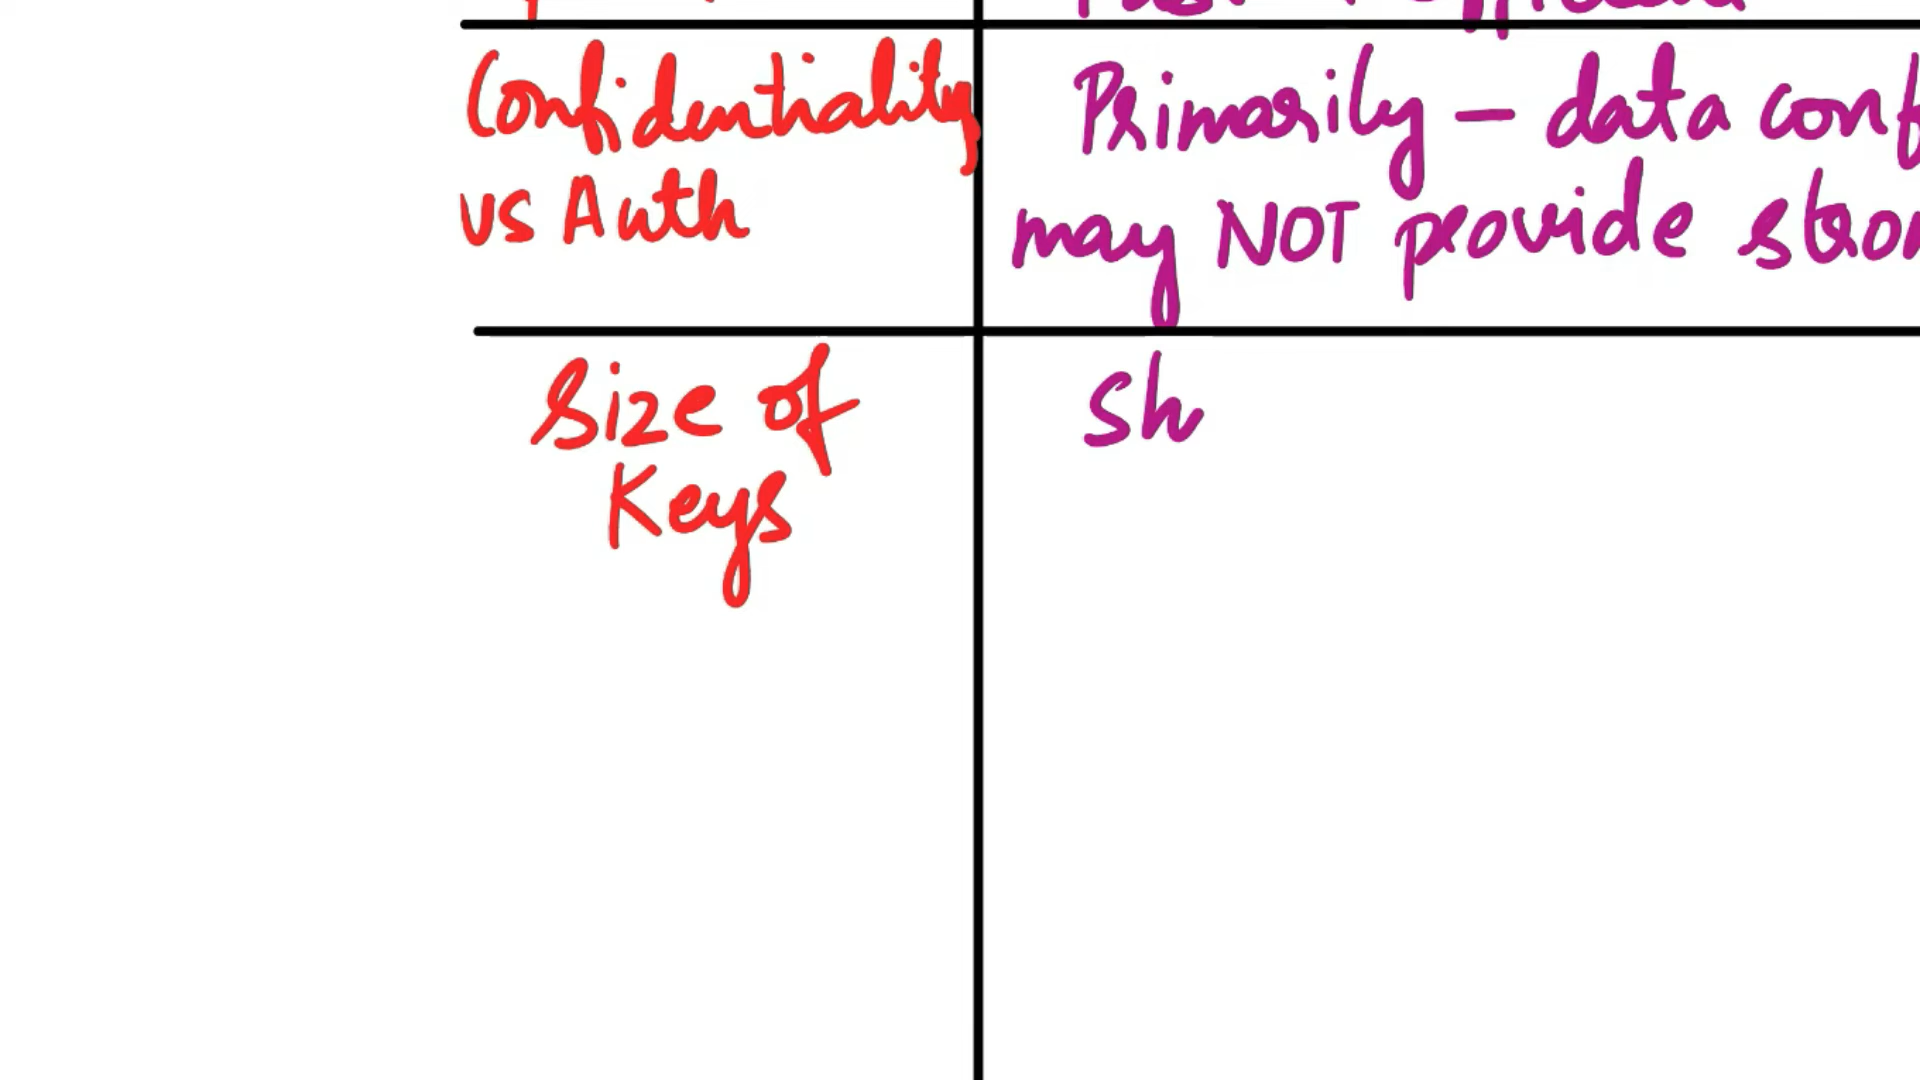 Confidentiality
vs Auth
Primarily - data conf
may NOT provide stron
Size of
Keys
Sh